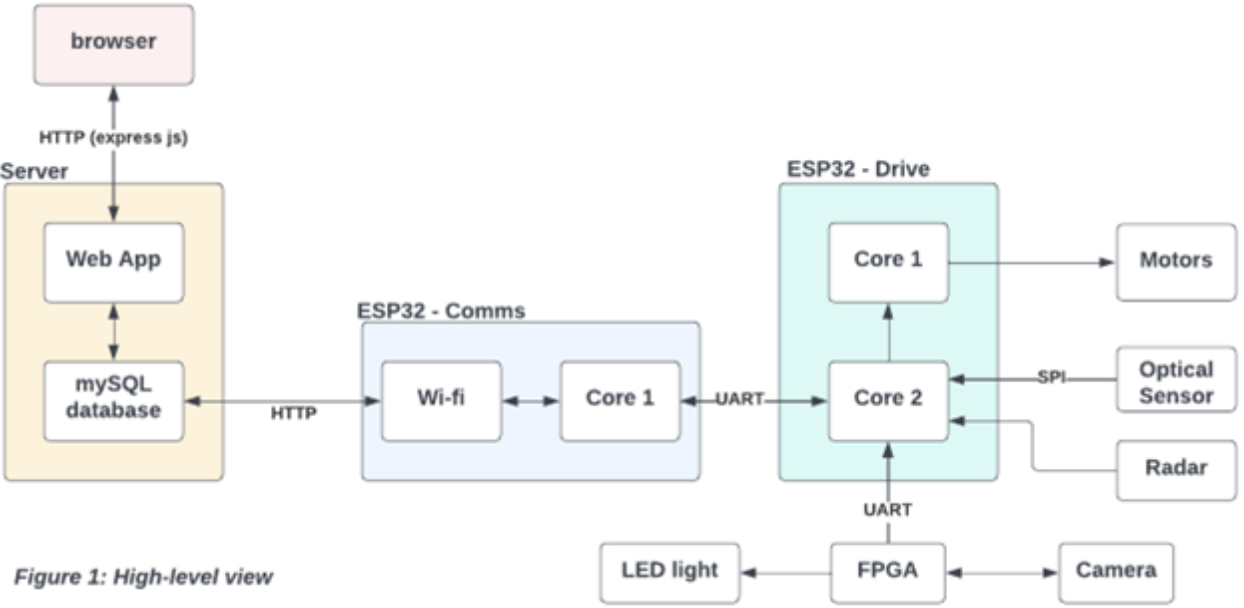 browser
HTTP (express js)
Server
Web App
mySQL
database
HTTP
ESP32 - Comms
Wi-fi
Core 1
UART
ESP32 - Drive
Core 1
Core 2
Motors
SPI
Optical
Sensor
Radar
UART
LED light
FPGA
Camera
Figure 1: High-level view